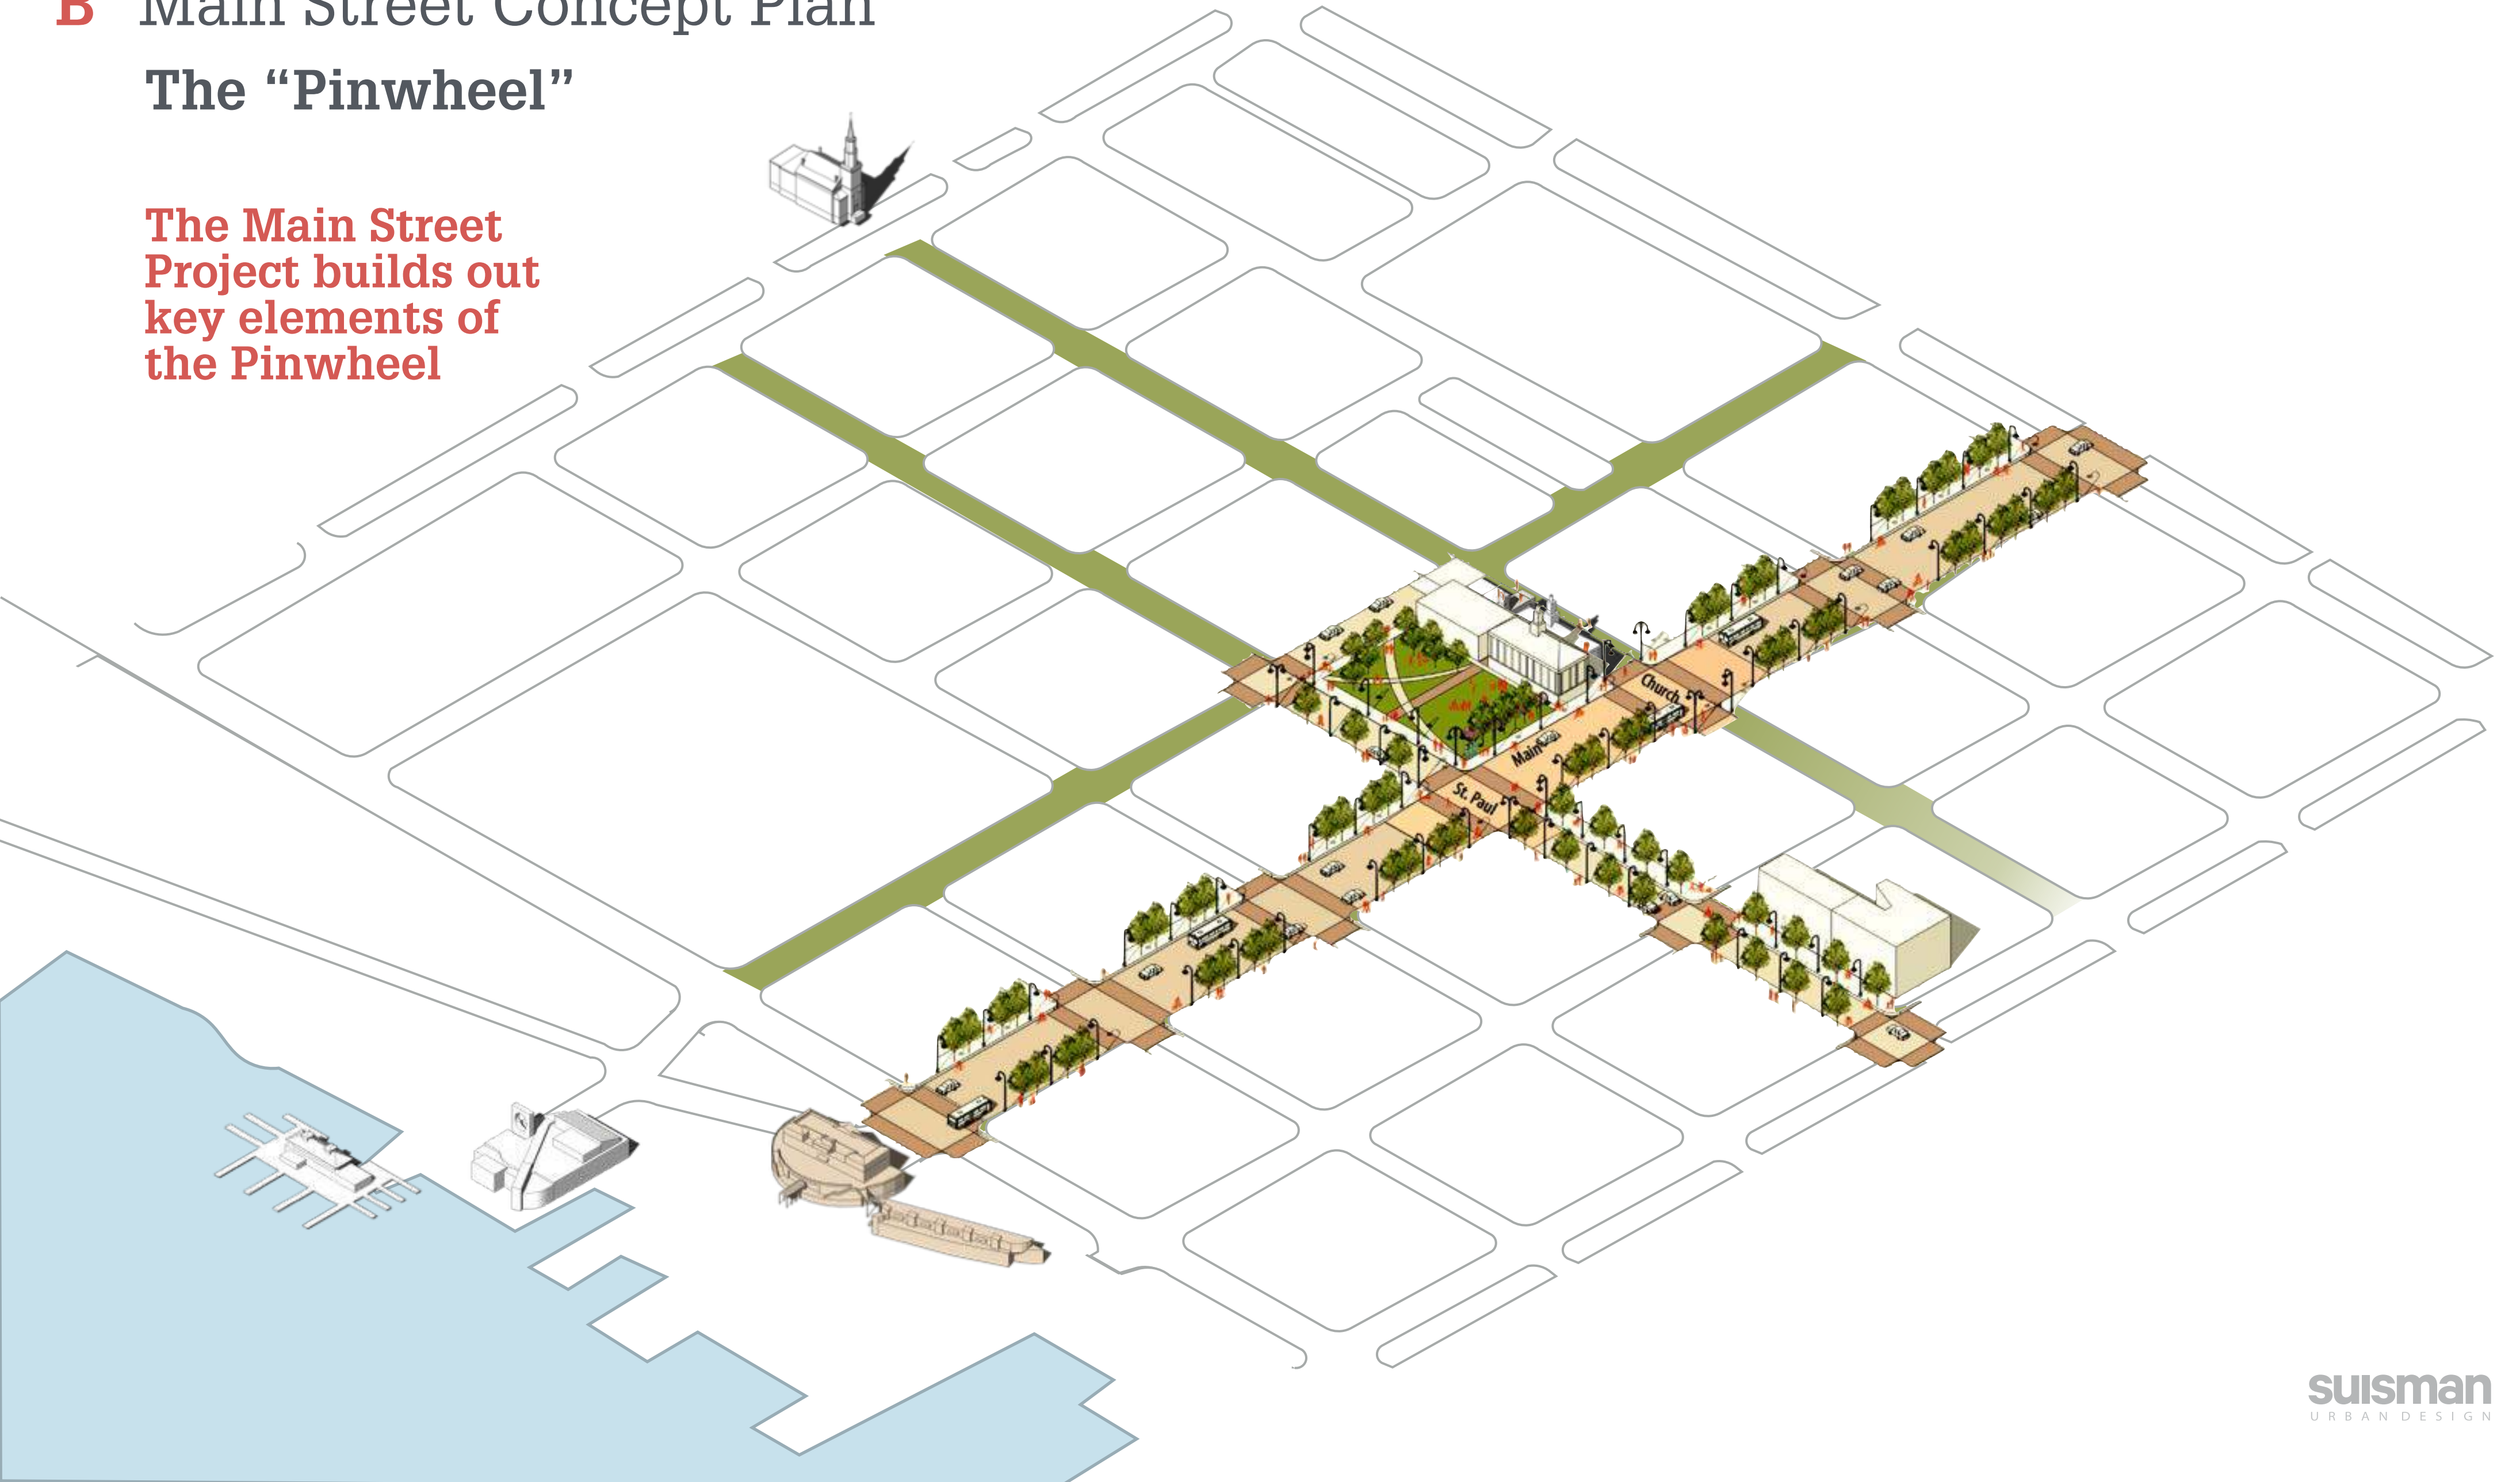 B Main Street Concept Plan
The “Pinwheel”
The Main Street
Project builds out
key elements of
the Pinwheel
Church
Main
St. Paul
suisman
URBAN DESIGN